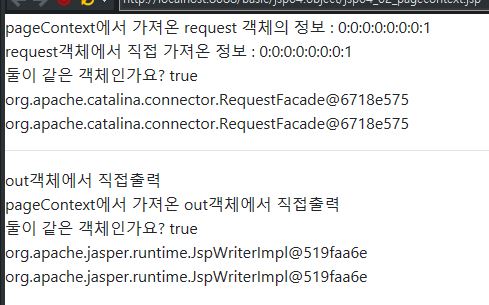 http://localhost:8088/basic/jsp04.object/jsp04_02_pagecontext.jsp
pageContext에서 가져온 request 객체의 정보 : 0:0:0:0:0:0:0:1
request객체에서 직접 가져온 정보 : 0:0:0:0:0:0:0:1
둘이 같은 객체인가요? true
org.apache.catalina.connector.RequestFacade@6718e575
org.apache.catalina.connector.RequestFacade@6718e575
out객체에서 직접출력
pageContext에서 가져온 out객체에서 직접출력
둘이 같은 객체인가요? true
org.apache.jasper.runtime.JspWriterImpl@519faa6e
org.apache.jasper.runtime.JspWriterImpl@519faa6e